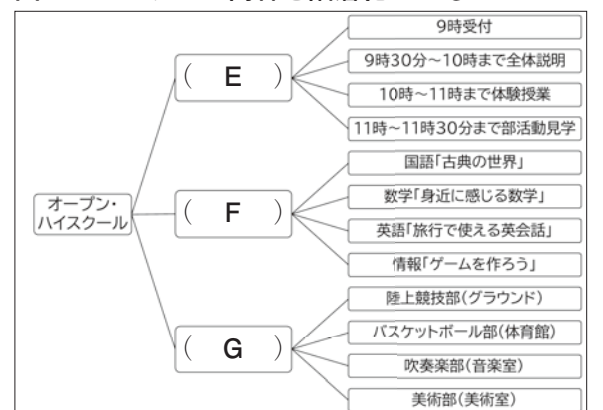 9時受付
9時30分～10時まで全体説明
( E )
10時～11時まで体験授業
11時～11時30分まで部活動見学
国語「古典の世界」
オープン・
ハイスクール
数学「身近に感じる数学」
( F )
英語「旅行で使える英会話」
情報「ゲームを作ろう」
陸上競技部(グラウンド)
バスケットボール部(体育館)
( G )
吹奏楽部(音楽室)
美術部(美術室)